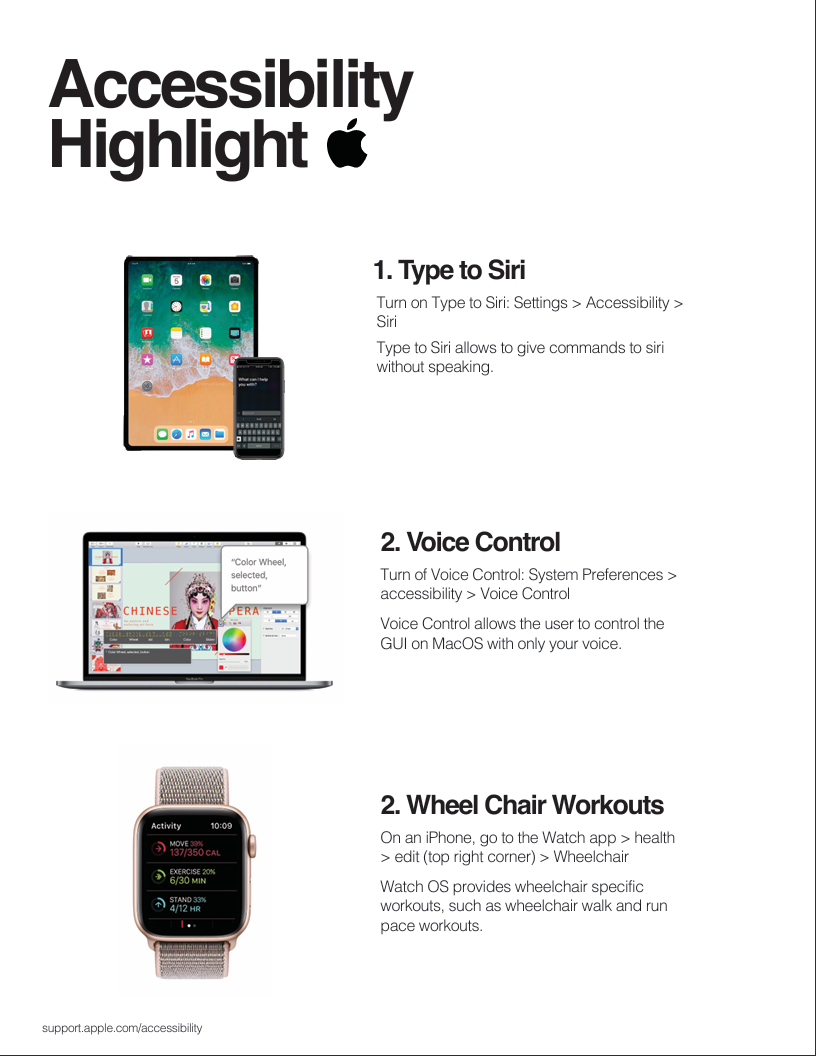 Accessibility
Highlight
1. Type to Siri
Turn on Type to Siri: Settings > Accessibility >
Siri
Type to Siri allows to give commands to siri
without speaking.
What can I help
you with?
2. Voice Control
Turn of Voice Control: System Preferences >
accessibility > Voice Control
Voice Control allows the user to control the
GUI on MacOS with only your voice.
“Color Wheel,
selected,
button”
CHINESE
PERA
2. Wheel Chair Workouts
On an iPhone, go to the Watch app > health
> edit (top right corner) > Wheelchair
Watch OS provides wheelchair specific
workouts, such as wheelchair walk and run
pace workouts.
Activity 10:09
MOVE 39%
137/350 CAL
EXERCISE 20%
6/30 MIN
STAND 33%
4/12 HR
support.apple.com/accessibility